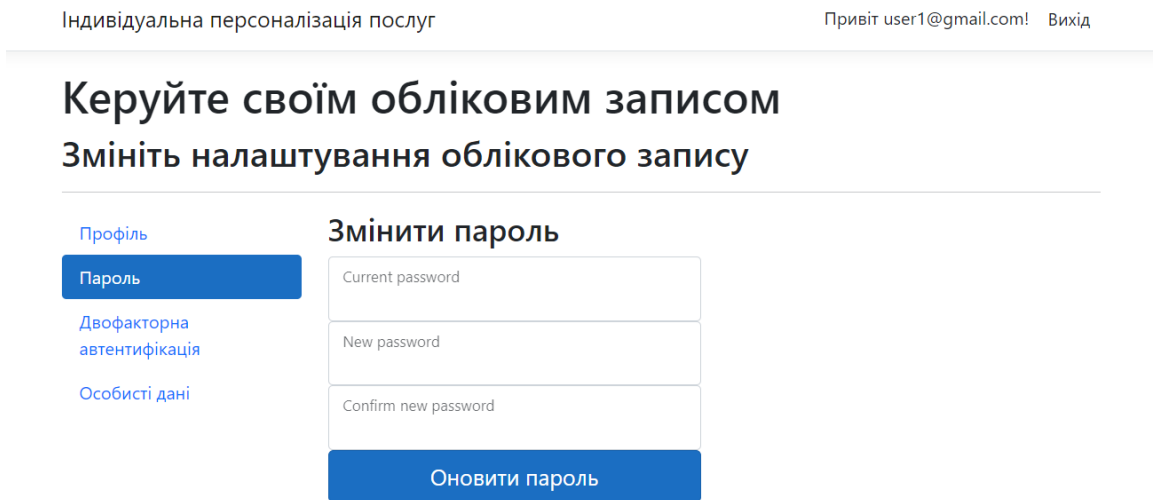 Індивідуальна персоналізація послуг
Привіт user1@gmail.com! Вихід
Керуйте своїм обліковим записом
Змініть налаштування облікового запису
Профіль
Пароль
Двофакторна
автентифікація
Особисті дані
Змінити пароль
Current password
New password
Confirm new password
Оновити пароль